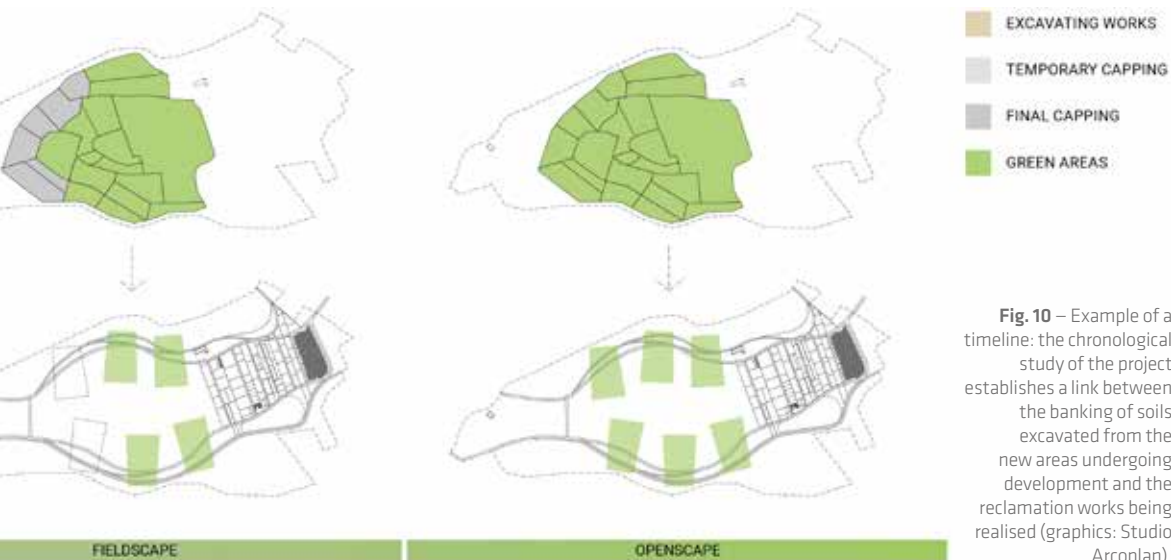 EXCAVATING WORKS
TEMPORARY CAPPING
FINAL CAPPING
GREEN AREAS
Fig. 10 – Example of a
timeline: the chronological
study of the project
establishes a link between
the banking of soils
excavated from the
new areas undergoing
development and the
reclamation works being
realised (graphics: Studio
Arcoplan).
FIELDSCAPE
OPENSCAPE